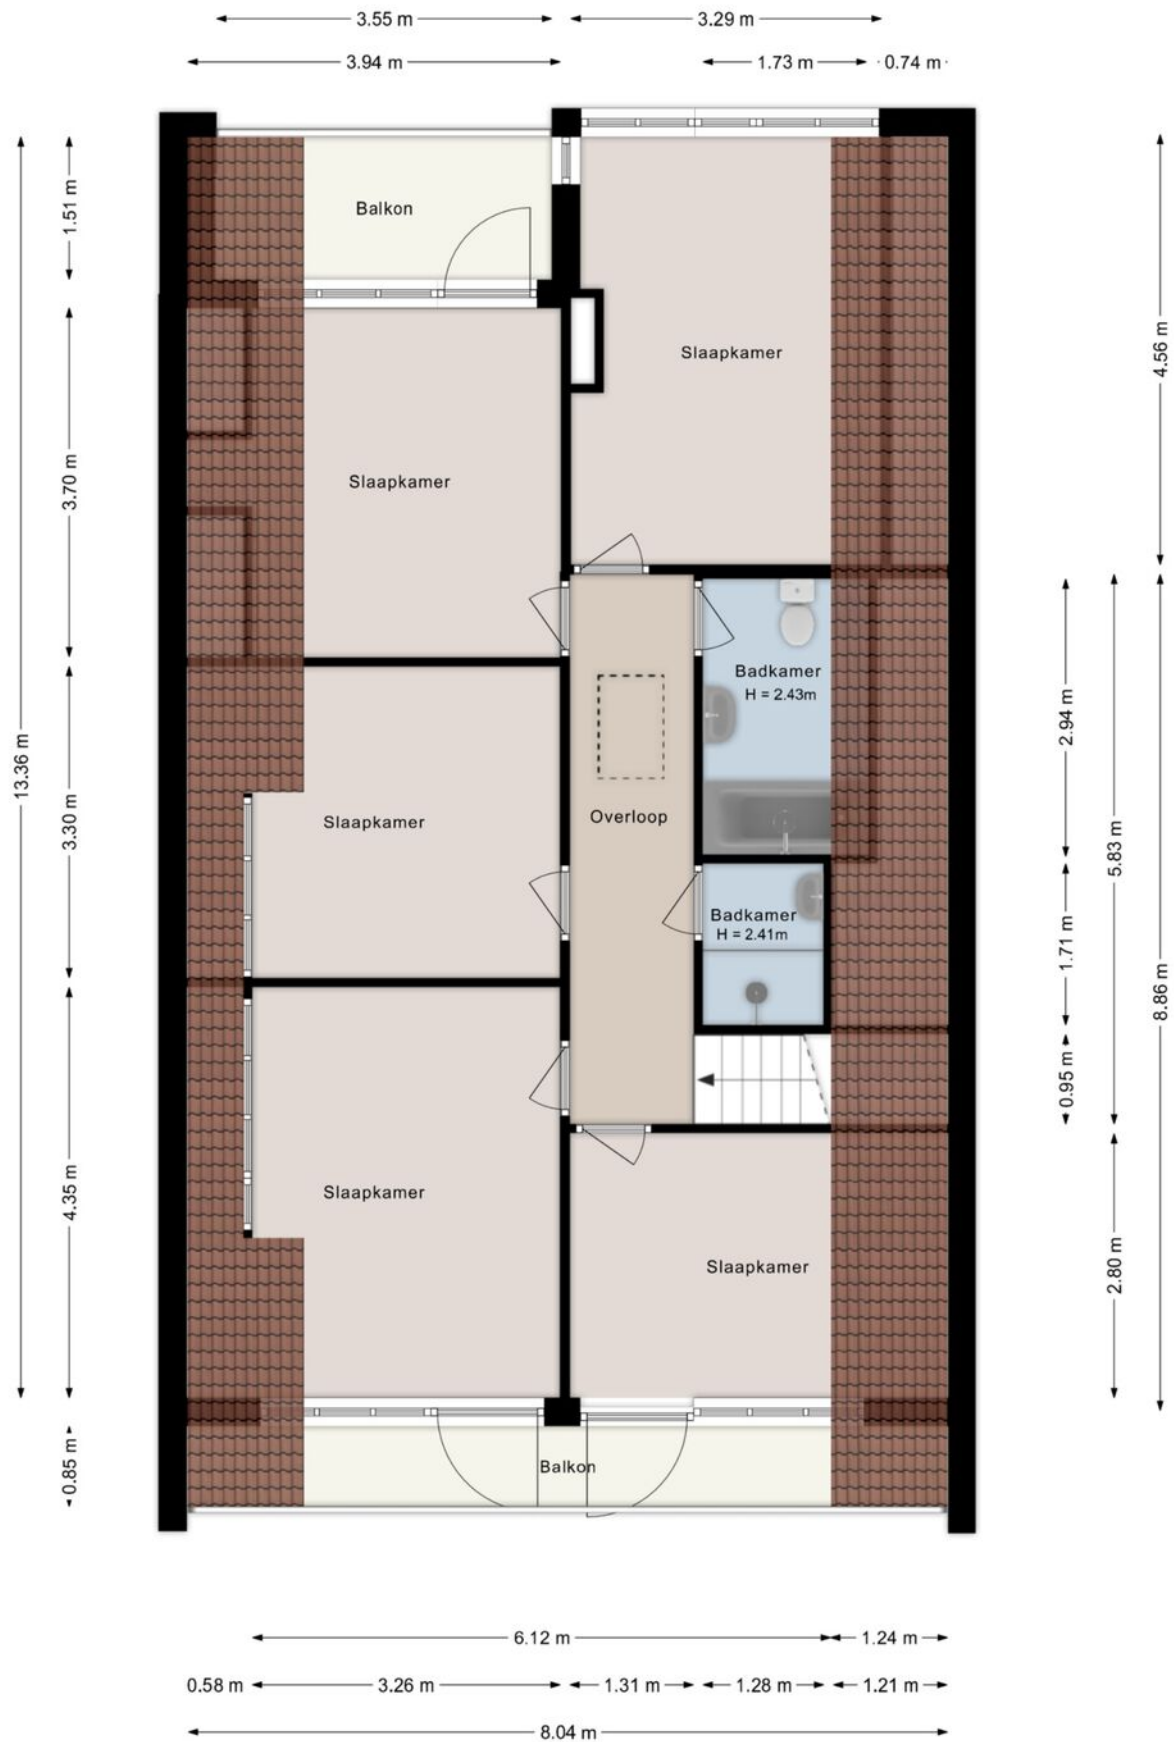 3.55 m
3.29 m
3.94 m
1.73 m
0.74 m
1.51 m
Balkon
4.56 m
Slaapkamer
3.70 m
Slaapkamer
Badkamer
H = 2.43m
2.94 m
13.36 m
3.30 m
Slaapkamer
Overloop
5.83 m
Badkamer
H = 2.41m
1.71 m
8.86 m
0.95 m
4.35 m
Slaapkamer
Slaapkamer
2.80 m
0.85 m
Balkon
6.12 m
1.24 m
0.58 m
3.26 m
1.31 m
1.28 m
1.21 m
8.04 m